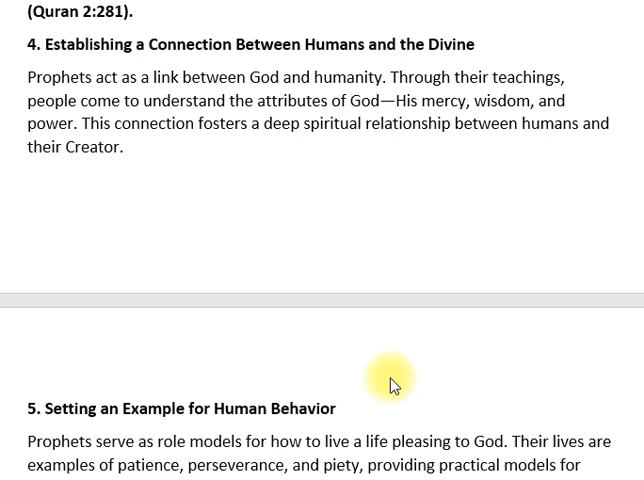 (Quran 2:281).
4. Establishing a Connection Between Humans and the Divine
Prophets act as a link between God and humanity. Through their teachings,
people come to understand the attributes of God—His mercy, wisdom, and
power. This connection fosters a deep spiritual relationship between humans and
their Creator.
5. Setting an Example for Human Behavior
Prophets serve as role models for how to live a life pleasing to God. Their lives are
examples of patience, perseverance, and piety, providing practical models for